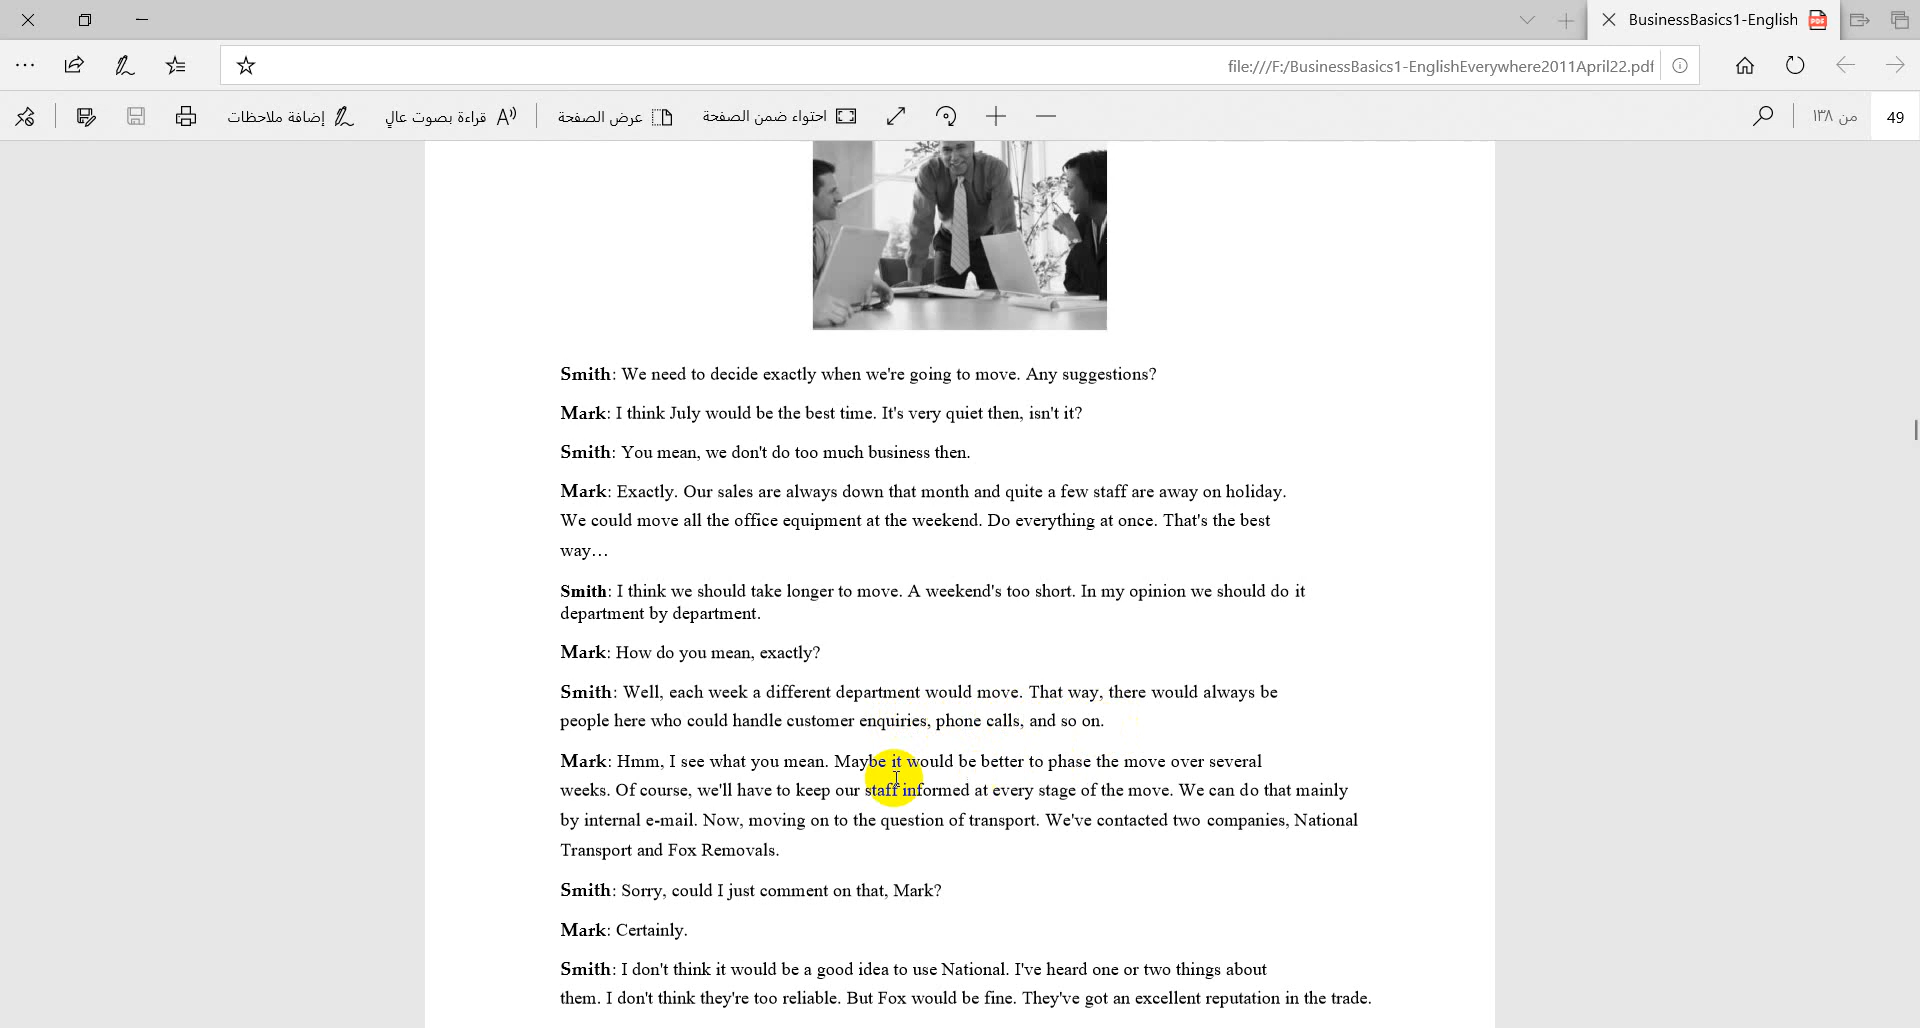 BusinessBasics1-English
file:///F:/BusinessBasics1-EnglishEverywhere2011April22.pdf
49
من ١٣٨
احتواء ضمن الصفحة
عرض الصفحة
قراءة بصوت عالٍ
إضافة ملاحظات
Smith: We need to decide exactly when we're going to move. Any suggestions?
Mark: I think July would be the best time. It's very quiet then, isn't it?
Smith: You mean, we don't do too much business then.
Mark: Exactly. Our sales are always down that month and quite a few staff are away on holiday.
We could move all the office equipment at the weekend. Do everything at once. That's the best
way…
Smith: I think we should take longer to move. A weekend's too short. In my opinion we should do it
department by department.
Mark: How do you mean, exactly?
Smith: Well, each week a different department would move. That way, there would always be
people here who could handle customer enquiries, phone calls, and so on.
Mark: Hmm, I see what you mean. Maybe it would be better to phase the move over several
weeks. Of course, we'll have to keep our staff informed at every stage of the move. We can do that mainly
by internal e-mail. Now, moving on to the question of transport. We've contacted two companies, National
Transport and Fox Removals.
Smith: Sorry, could I just comment on that, Mark?
Mark: Certainly.
Smith: I don't think it would be a good idea to use National. I've heard one or two things about
them. I don't think they're too reliable. But Fox would be fine. They've got an excellent reputation in the trade.